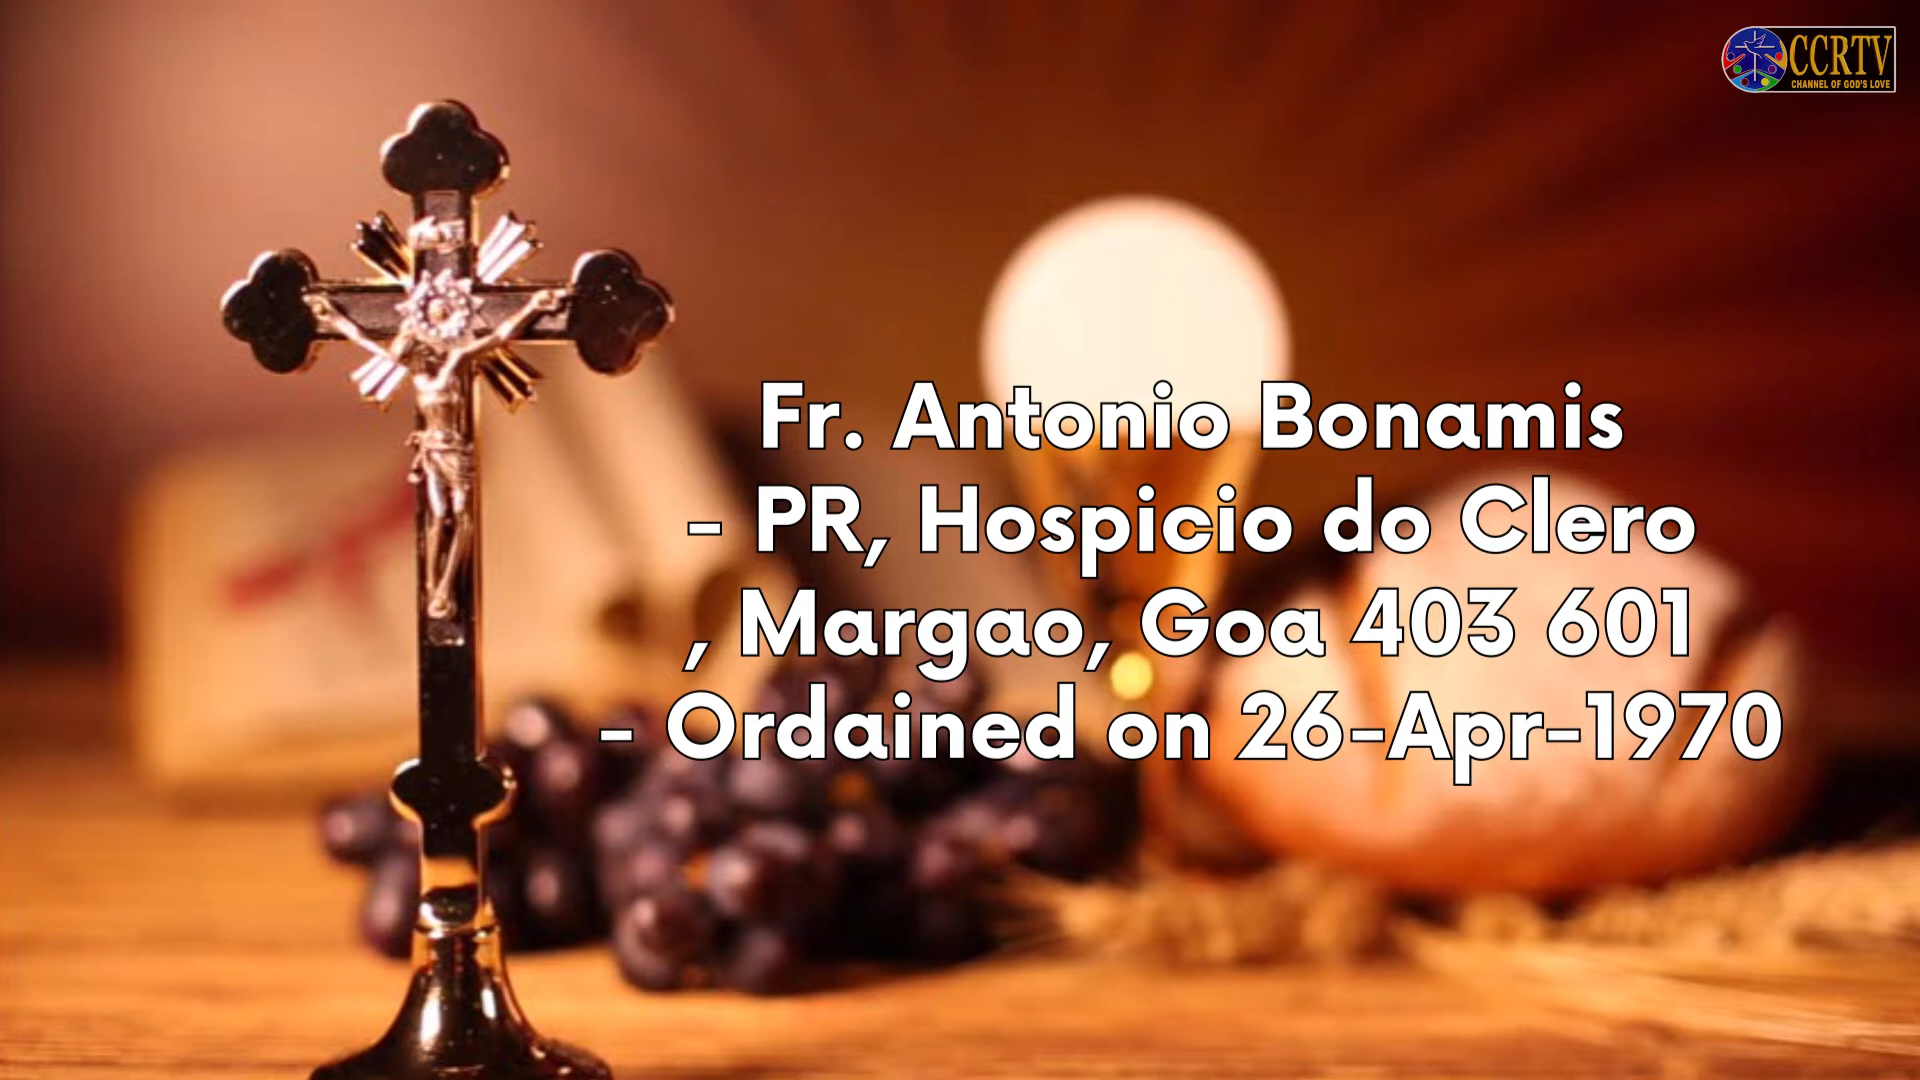 CCRTV
CHANNEL OF GOD'S LOVE
Fr. Antonio Bonamis
- PR, Hospicio do Clero
, Margao, Goa 403 601
- Ordained on 26-Apr-1970